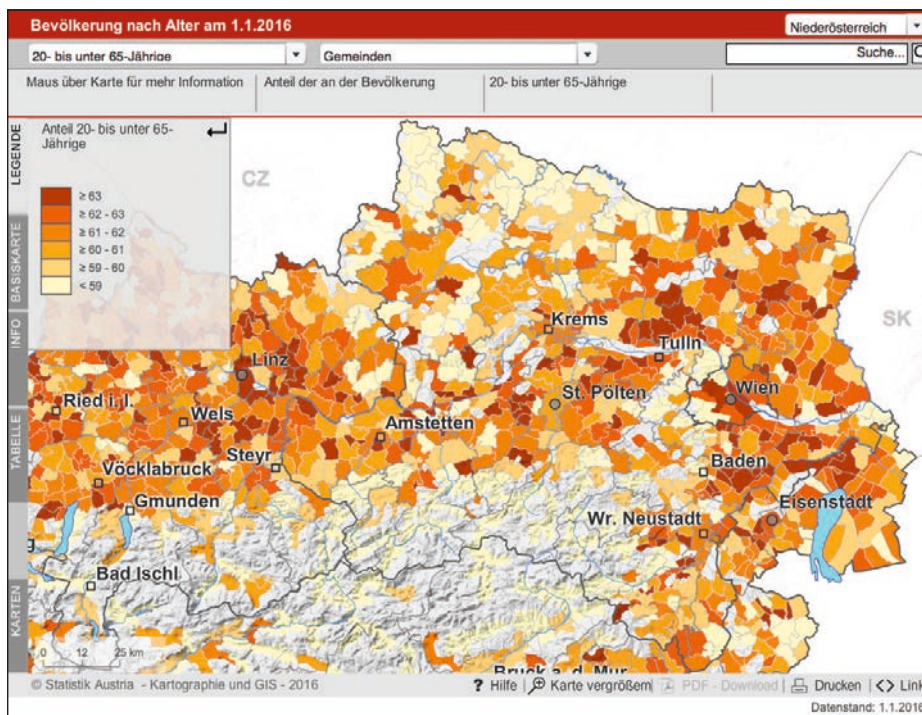 Bevölkerung nach Alter am 1.1.2016
Niederösterreich
20- bis unter 65-Jährige
Gemeinden
Suche...
Maus über Karte für mehr Information
Anteil der an der Bevölkerung
20- bis unter 65-Jährige
LEGENDE
BASISKARTE
INFO
TABELLE
KARTEN
Anteil 20- bis unter 65-
Jährige
≥ 63
≥ 62 - 63
≥ 61 - 62
≥ 60 - 61
≥ 59 - 60
< 59
CZ
SK
Krems
Tulln
Linz
Wien
St. Pölten
Ried i. I.
Wels
Amstetten
Steyr
Baden
Vöcklabruck
Gmunden
Eisenstadt
Wr. Neustadt
Bad Ischl
Bruck a. d. Mur
0 12 25 km
© Statistik Austria - Kartographie und GIS - 2016
? Hilfe
Karte vergrößern
PDF - Download
Drucken
<> Link
Datenstand: 1.1.2016